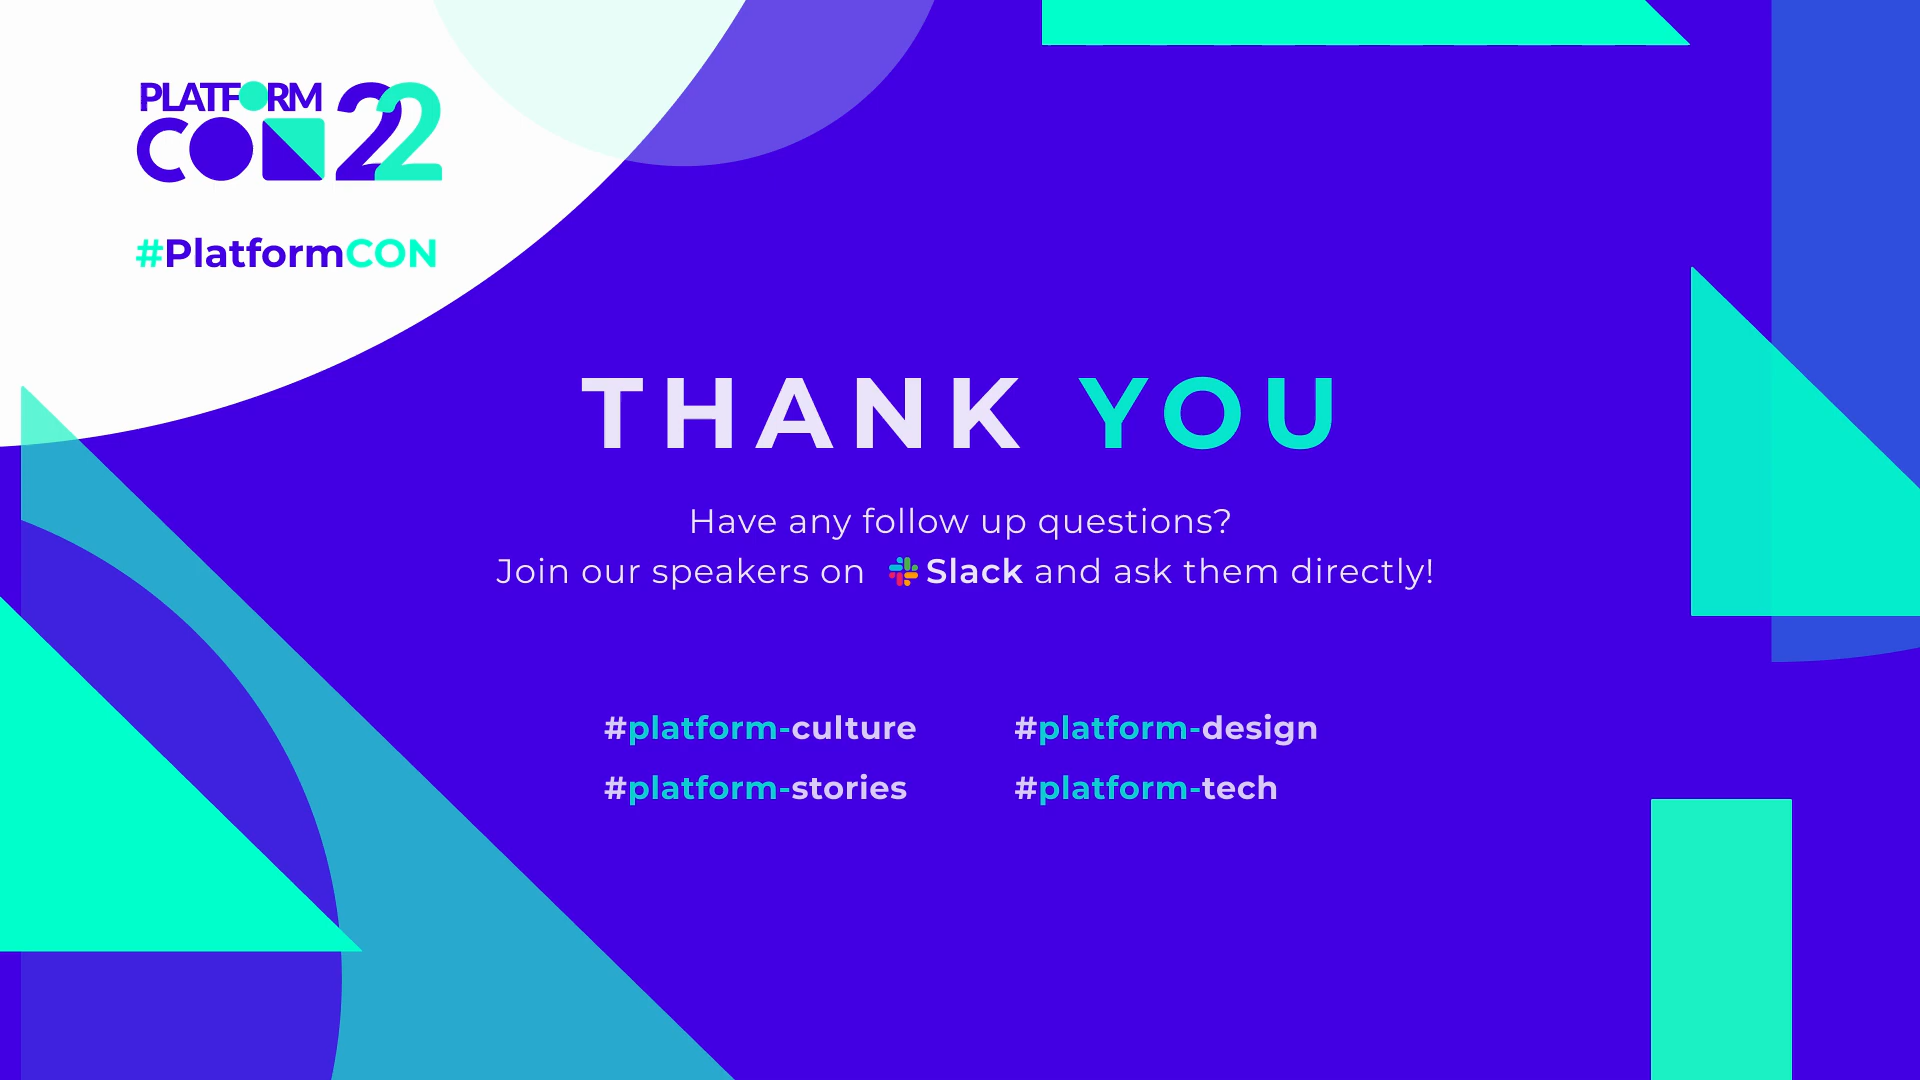 PLATFORM
CON 22
#PlatformCON
THANK YOU
Have any follow up questions?
Join our speakers on Slack and ask them directly!
#platform-culture
#platform-design
#platform-stories
#platform-tech